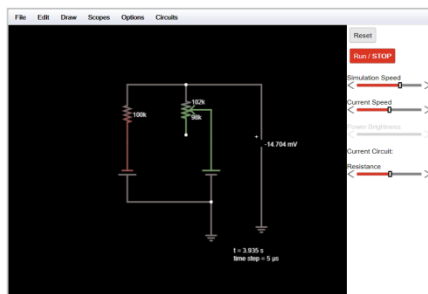 File Edit Draw Scopes Options Circuits
Reset
Run / STOP
Simulation Speed
Current Speed
Power Brightness
Current Circuit:
Resistance
100k
102k
98k
+
-14.704 mV
t = 3.935 s
time step = 5 µs